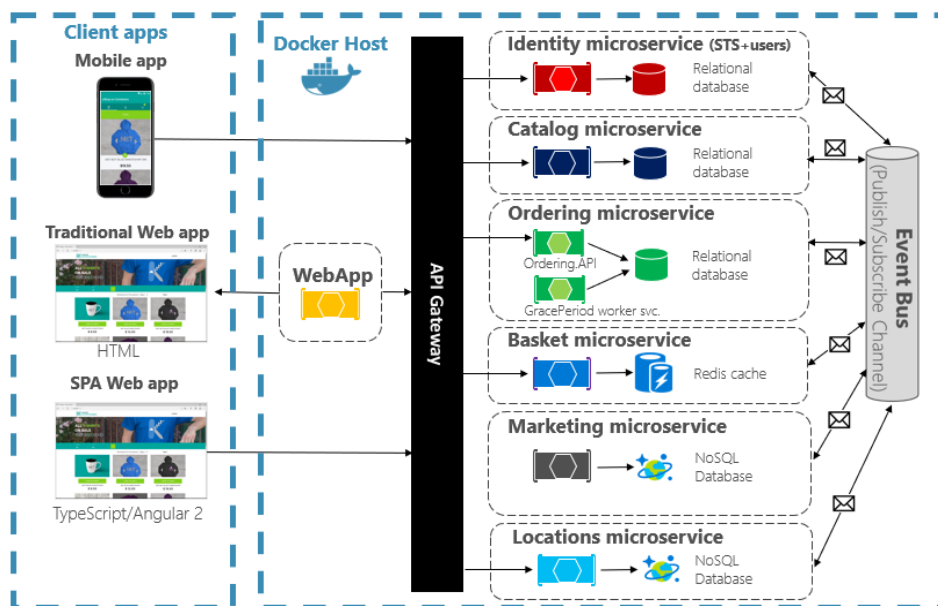 Client apps
Mobile app
Traditional Web app
HTML
SPA Web app
TypeScript/Angular 2
Docker Host
WebApp
API Gateway
Identity microservice (STS+users)
Relational
database
Catalog microservice
Relational
database
Ordering microservice
Ordering.API
GracePeriod worker svc.
Relational
database
Basket microservice
Redis cache
Marketing microservice
NoSQL
Database
Locations microservice
NoSQL
Database
Event Bus
(Publish/Subscribe Channel)